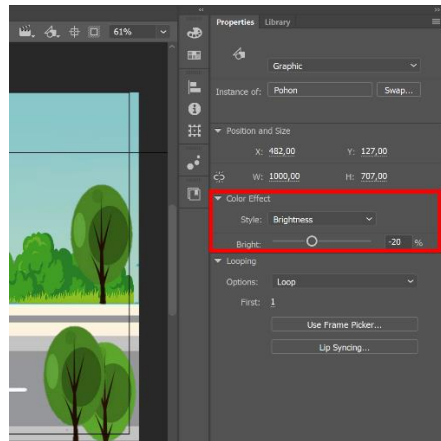 61%
Properties Library
Graphic
Instance of: Pohon Swap...
Position and Size
X: 482,00 Y: 127,00
W: 1000,00 H: 707,00
Color Effect
Style: Brightness
Bright: -20 %
Looping
Options: Loop
First: 1
Use Frame Picker...
Lip Syncing...